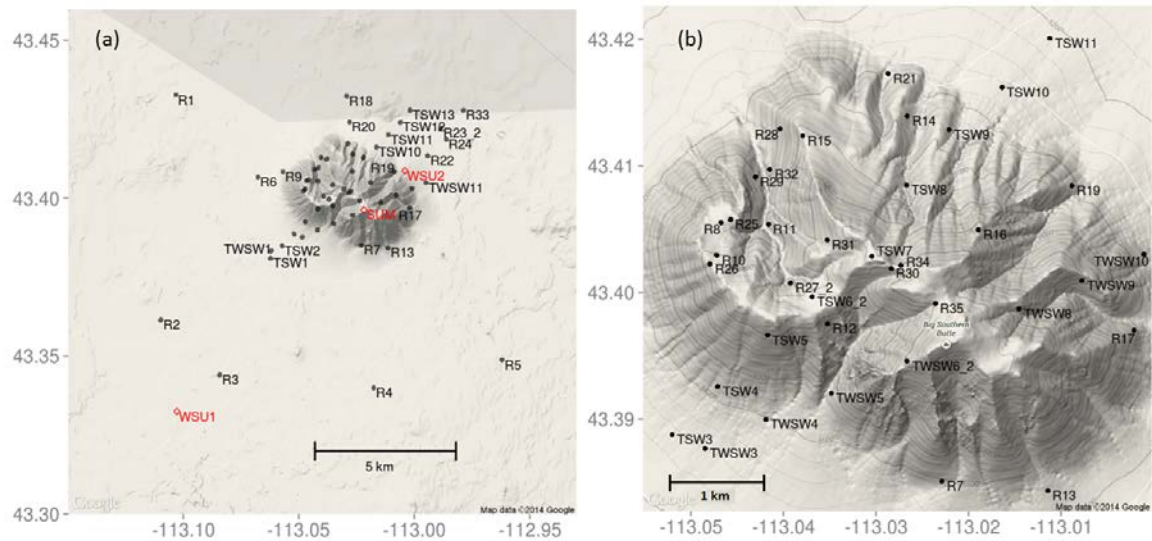 (a)
43.45
R1
R18
R20
TSW13
R33
TSW12
R23_2
TSW11
R24
TSW10
R22
R6
R9
R19
WSU2
TWSW11
43.40
SUM
R17
TWSW1
TSW2
R7
R13
TSW1
R2
43.35
R3
R4
R5
WSU1
5 km
Google
Map data ©2014 Google
43.30
-113.10
-113.05
-113.00
-112.95
(b)
43.42
TSW11
R21
TSW10
R14
R28
R15
TSW9
43.41
R32
R29
TSW8
R19
R8
R25
R11
R16
R31
TSW7
R10
R34
TWSW10
R26
R30
R27_2
TWSW9
43.40
TSW6_2
R35
TWSW8
Big Southern
Butte
R12
TSW5
R17
TWSW6_2
TSW4
TWSW5
43.39
TWSW4
TSW3
TWSW3
R7
R13
1 km
Google
Map data ©2014 Google
-113.05
-113.04
-113.03
-113.02
-113.01